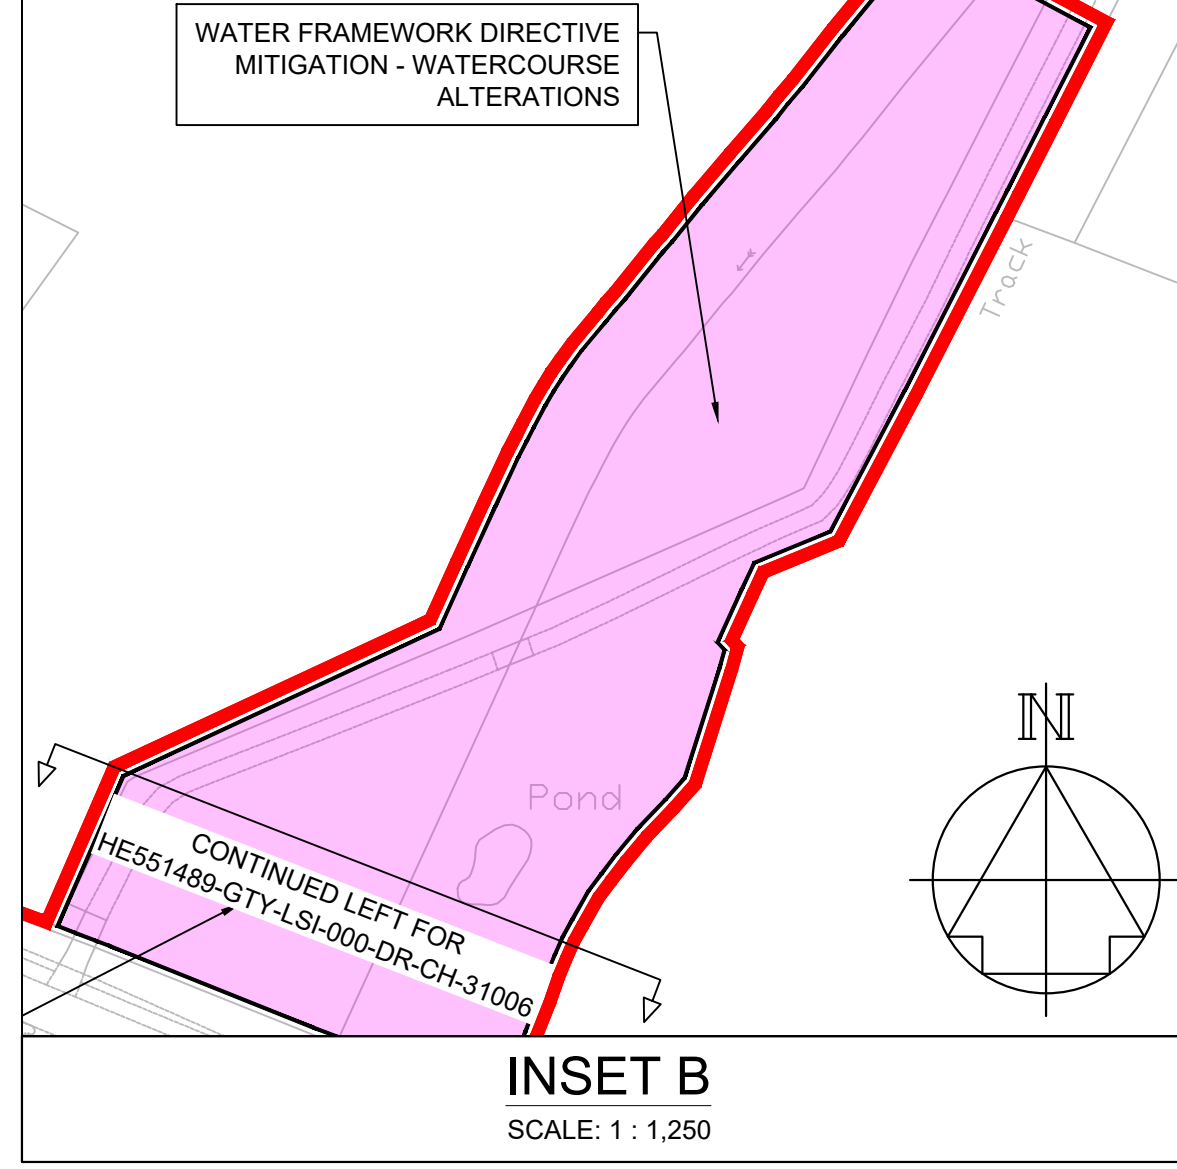 WATER FRAMEWORK DIRECTIVE
MITIGATION - WATERCOURSE
ALTERATIONS
Track
N
Pond
CONTINUED LEFT FOR
HE551489-GTY-LSI-000-DR-CH-31006
INSET B
SCALE: 1 : 1,250